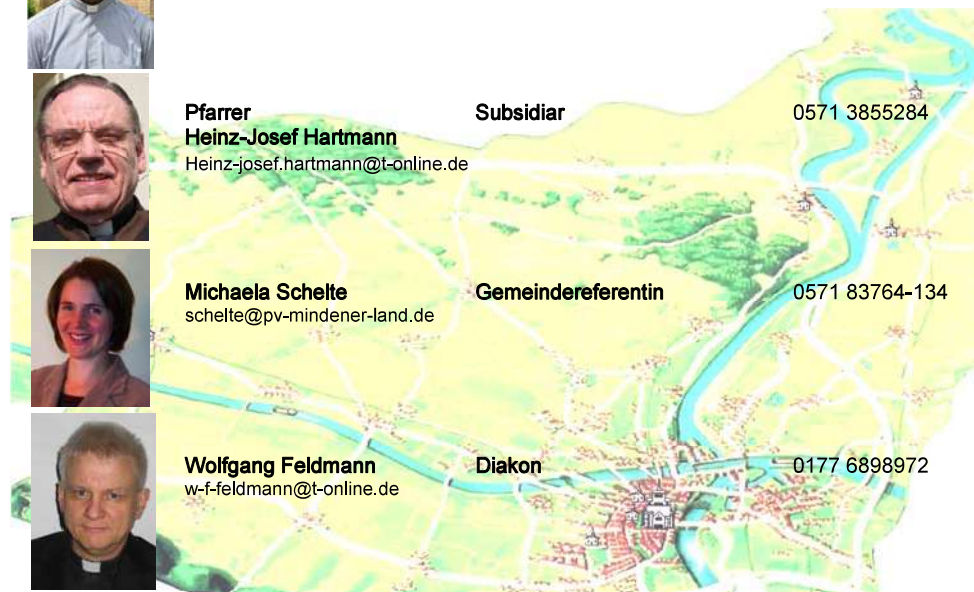 Pfarrer Subsidiar 0571 3855284
Heinz-Josef Hartmann
Heinz-josef.hartmann@t-online.de
Michaela Schelte Gemeindereferentin 0571 83764-134
schelte@pv-mindener-land.de
Wolfgang Feldmann Diakon 0177 6898972
w-f-feldmann@t-online.de